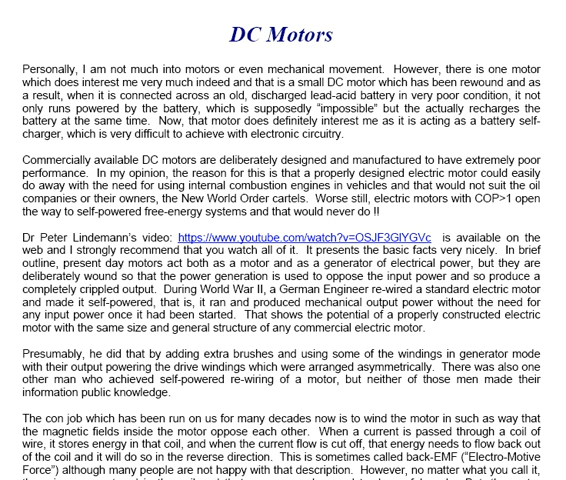 DC Motors
Personally, I am not much into motors or even mechanical movement. However, there is one motor
which does interest me very much indeed and that is a small DC motor which has been rewound and as
a result, when it is connected across an old, discharged lead-acid battery in very poor condition, it not
only runs powered by the battery, which is supposedly "impossible" but the actually recharges the
battery at the same time. Now, that motor does definitely interest me as it is acting as a battery self-
charger, which is very difficult to achieve with electronic circuitry.
Commercially available DC motors are deliberately designed and manufactured to have extremely poor
performance. In my opinion, the reason for this is that a properly designed electric motor could easily
do away with the need for using internal combustion engines in vehicles and that would not suit the oil
companies or their owners, the New World Order cartels. Worse still, electric motors with COP>1 open
the way to self-powered free-energy systems and that would never do !!
Dr Peter Lindemann's video: https://www.youtube.com/watch?v=OSJF3GIYGVc is available on the
web and I strongly recommend that you watch all of it. It presents the basic facts very nicely. In brief
outline, present day motors act both as a motor and as a generator of electrical power, but they are
deliberately wound so that the power generation is used to oppose the input power and so produce a
completely crippled output. During World War II, a German Engineer re-wired a standard electric motor
and made it self-powered, that is, it ran and produced mechanical output power without the need for
any input power once it had been started. That shows the potential of a properly constructed electric
motor with the same size and general structure of any commercial electric motor.
Presumably, he did that by adding extra brushes and using some of the windings in generator mode
with their output powering the drive windings which were arranged asymmetrically. There was also one
other man who achieved self-powered re-wiring of a motor, but neither of those men made their
information public knowledge.
The con job which has been run on us for many decades now is to wind the motor in such as way that
the magnetic fields inside the motor oppose each other. When a current is passed through a coil of
wire, it stores energy in that coil, and when the current flow is cut off, that energy needs to flow back out
of the coil and it will do so in the reverse direction. This is sometimes called back-EMF ("Electro-Motive
Force") although many people are not happy with that description. However, no matter what you call it,